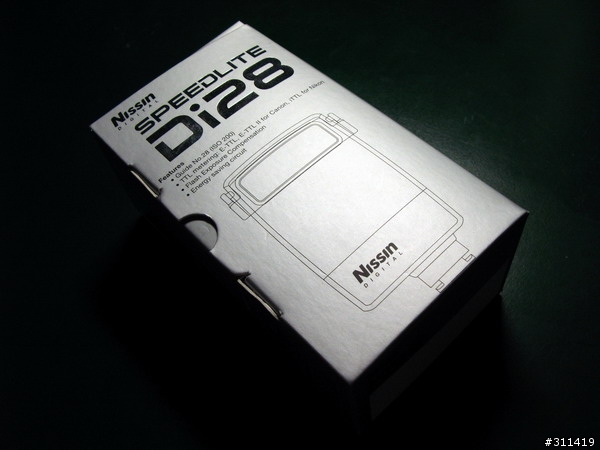 Nissin
DIGITAL
SPEEDLITE
Di28
Features
• Guide No.28 (ISO 200)
• TTL metering: E-TTL, E-TTL II for Canon, iTTL for Nikon
• Flash Exposure Compensation
• Energy saving circuit
Nissin
DIGITAL
#311419